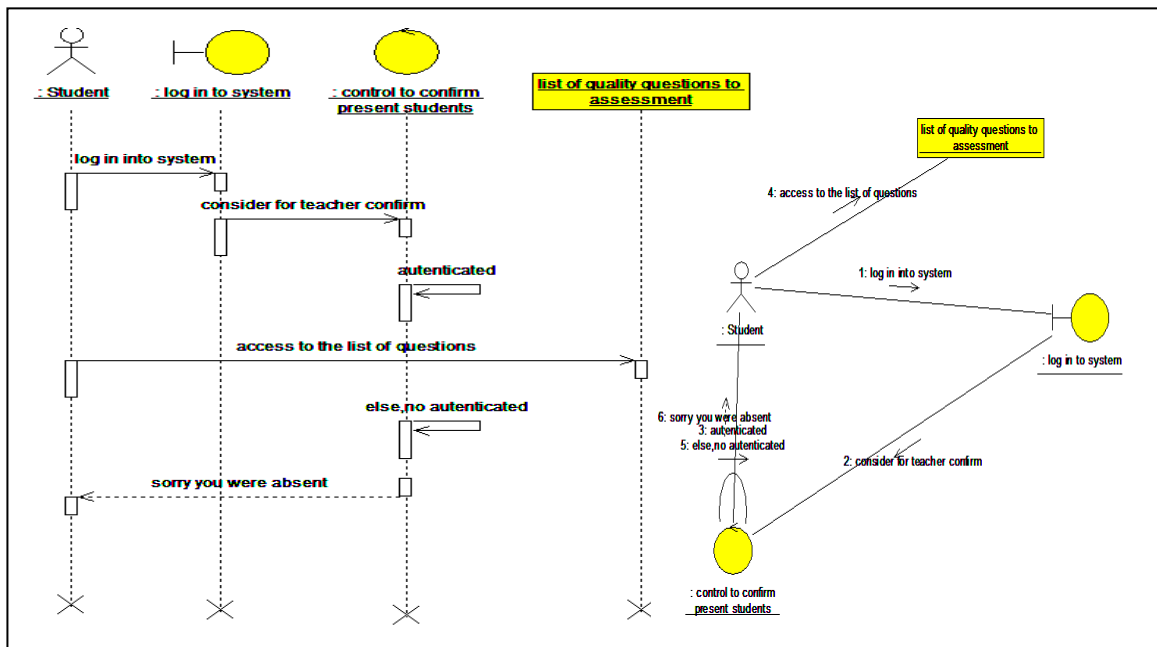 : Student
: log in to system
: control to confirm
present students
list of quality questions to
assessment
log in into system
consider for teacher confirm
autenticated
access to the list of questions
else,no autenticated
sorry you were absent
list of quality questions to
assessment
4: access to the list of questions
1: log in into system
: Student
: log in to system
6: sorry you were absent
3: autenticated
5: else,no autenticated
2: consider for teacher confirm
: control to confirm
present students